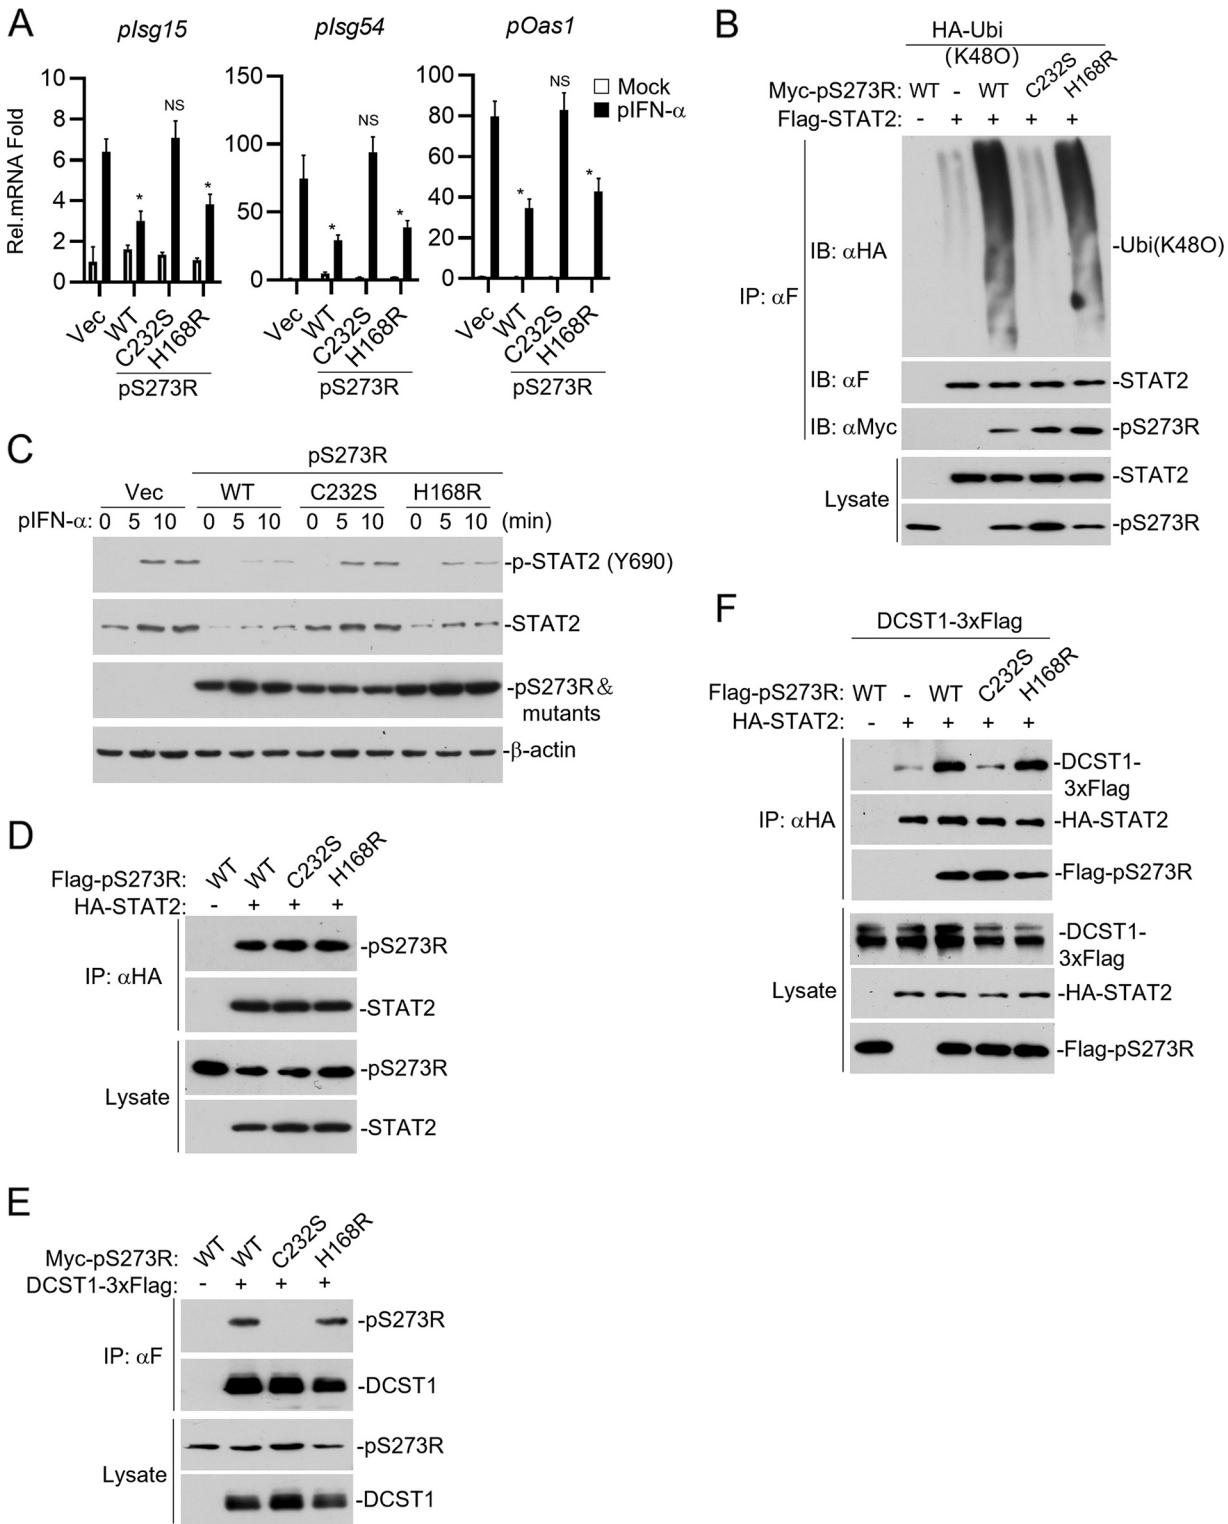 A
pIsg15
pIsg54
pOas1
Rel.mRNA Fold
10
8
6
4
2
0
NS
*
*
Vec
WT
C232S
H168R
pS273R
150
100
50
0
NS
*
*
Vec
WT
C232S
H168R
pS273R
100
80
60
40
20
0
NS
*
*
Vec
WT
C232S
H168R
pS273R
Mock
pIFN-α
B
HA-Ubi
(K48O)
Myc-pS273R: WT - WT C232S H168R
Flag-STAT2: - + + + +
IP: αF
IB: αHA
-Ubi(K48O)
IB: αF
-STAT2
IB: αMyc
-pS273R
Lysate
-STAT2
-pS273R
C
pS273R
Vec WT C232S H168R
pIFN-α: 0 5 10 0 5 10 0 5 10 0 5 10 (min)
-p-STAT2 (Y690)
-STAT2
-pS273R&
mutants
-β-actin
D
Flag-pS273R: WT WT C232S H168R
HA-STAT2: - + + +
IP: αHA
-pS273R
-STAT2
Lysate
-pS273R
-STAT2
E
Myc-pS273R: WT WT C232S H168R
DCST1-3xFlag: - + + +
IP: αF
-pS273R
-DCST1
Lysate
-pS273R
-DCST1
F
DCST1-3xFlag
Flag-pS273R: WT - WT C232S H168R
HA-STAT2: - + + + +
IP: αHA
-DCST1-
3xFlag
-HA-STAT2
-Flag-pS273R
Lysate
-DCST1-
3xFlag
-HA-STAT2
-Flag-pS273R